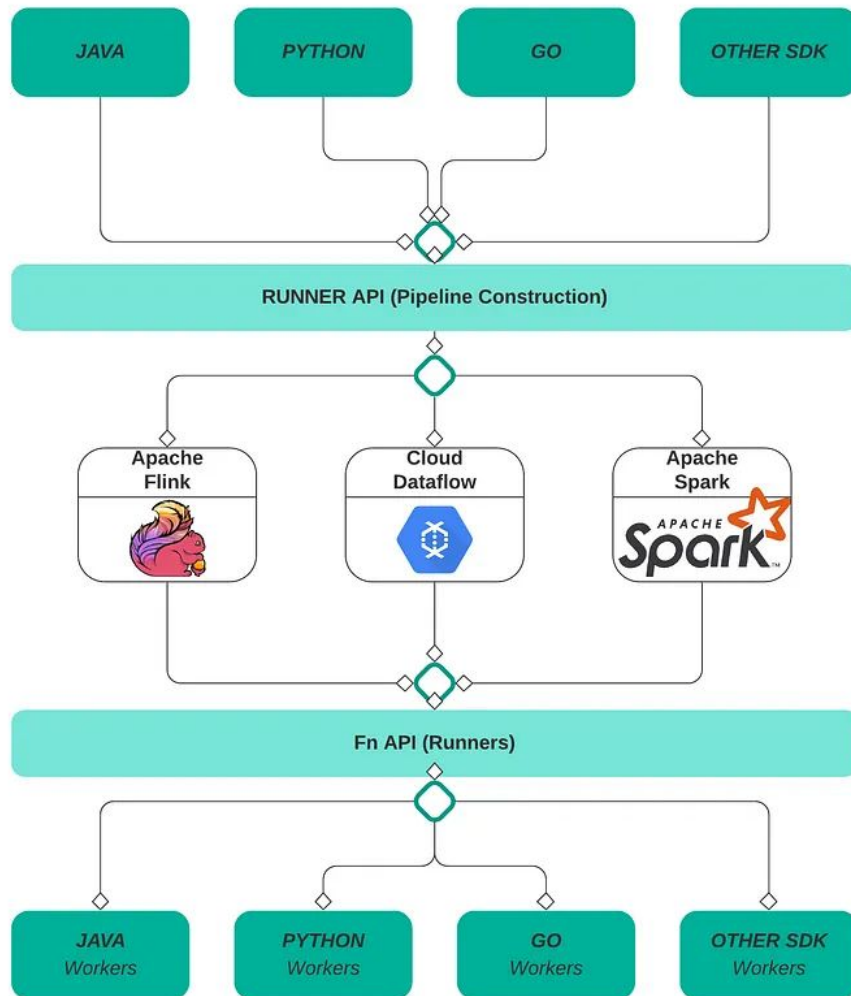 JAVA
PYTHON
GO
OTHER SDK
RUNNER API (Pipeline Construction)
Apache
Flink
Cloud
Dataflow
Apache
Spark
APACHE
Spark™
Fn API (Runners)
JAVA
Workers
PYTHON
Workers
GO
Workers
OTHER SDK
Workers